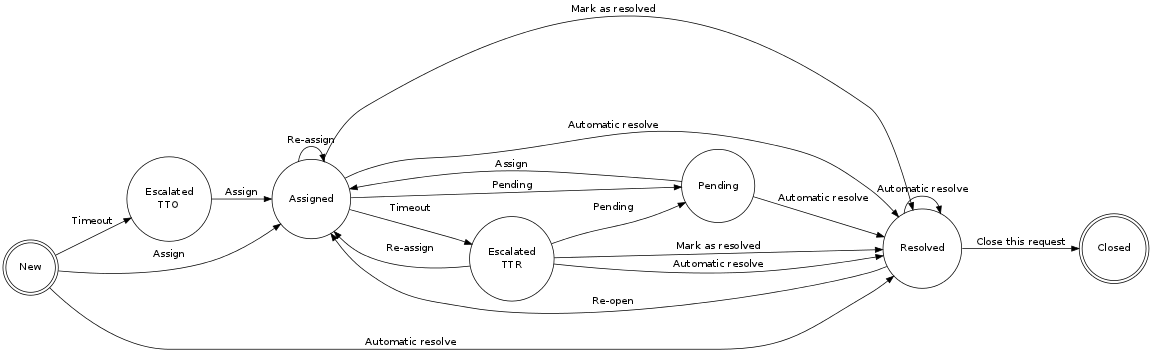 Mark as resolved
Automatic resolve
Re-assign
Assign
Pending
Automatic resolve
Escalated
TTO
Assign
Assigned
Pending
Automatic resolve
Timeout
Timeout
Pending
Re-assign
Escalated
TTR
Mark as resolved
Automatic resolve
Resolved
Close this request
Closed
Assign
New
Re-open
Automatic resolve